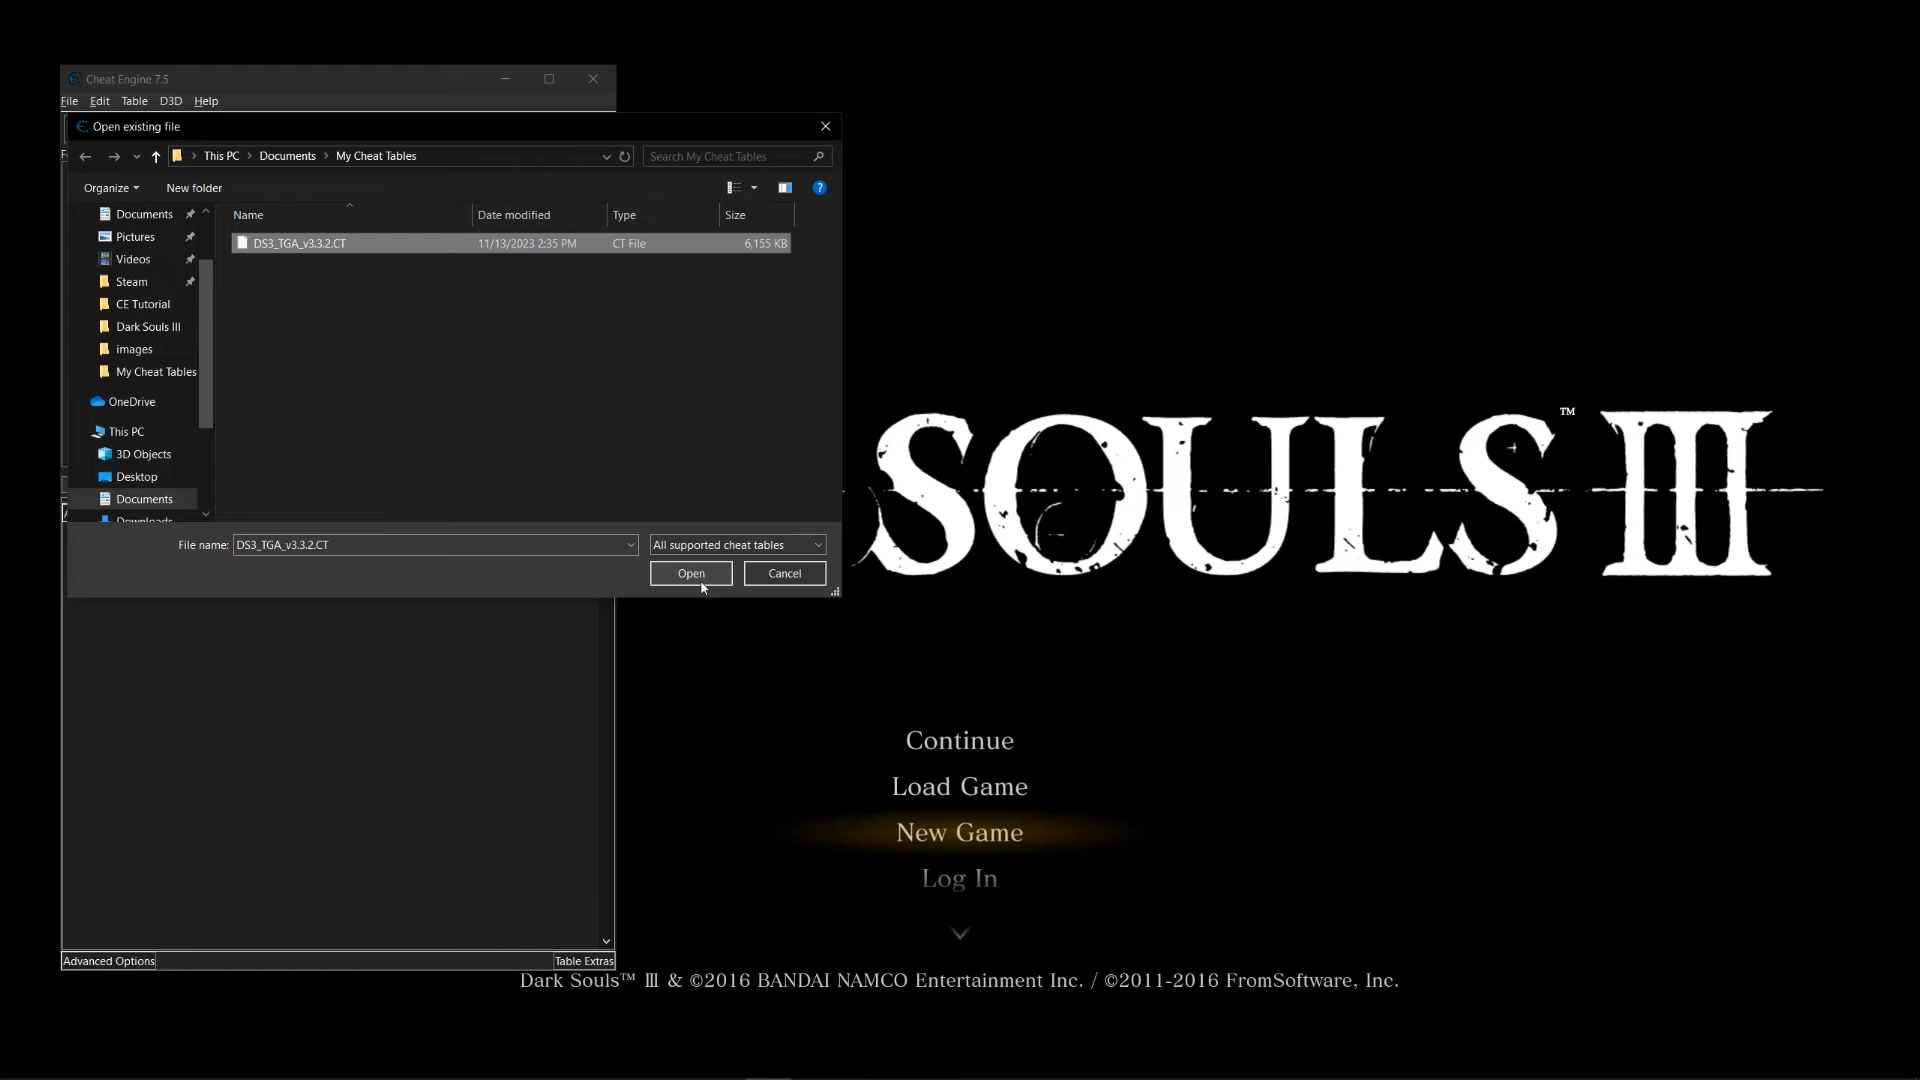 Cheat Engine 7.5
File Edit Table D3D Help
Open existing file
This PC > Documents > My Cheat Tables
Search My Cheat Tables
Organize
New folder
?
Name
Date modified
Type
Size
DS3_TGA_v3.3.2.CT
11/13/2023 2:35 PM
CT File
6,155 KB
Documents
Pictures
Videos
Steam
CE Tutorial
Dark Souls III
images
My Cheat Tables
OneDrive
This PC
3D Objects
Desktop
Documents
Downloads
File name: DS3_TGA_v3.3.2.CT
All supported cheat tables
Open
Cancel
SOULS III
TM
Continue
Load Game
New Game
Log In
Advanced Options
Table Extras
Dark Souls™ Ⅲ & ©2016 BANDAI NAMCO Entertainment Inc. / ©2011-2016 FromSoftware, Inc.